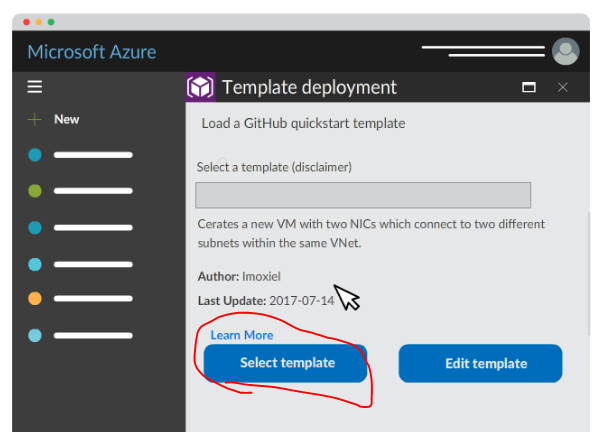 Microsoft Azure
Template deployment
New
Load a GitHub quickstart template
Select a template (disclaimer)
Cerates a new VM with two NICs which connect to two different
subnets within the same VNet.
Author: Imoxiel
Last Update: 2017-07-14
Learn More
Select template
Edit template